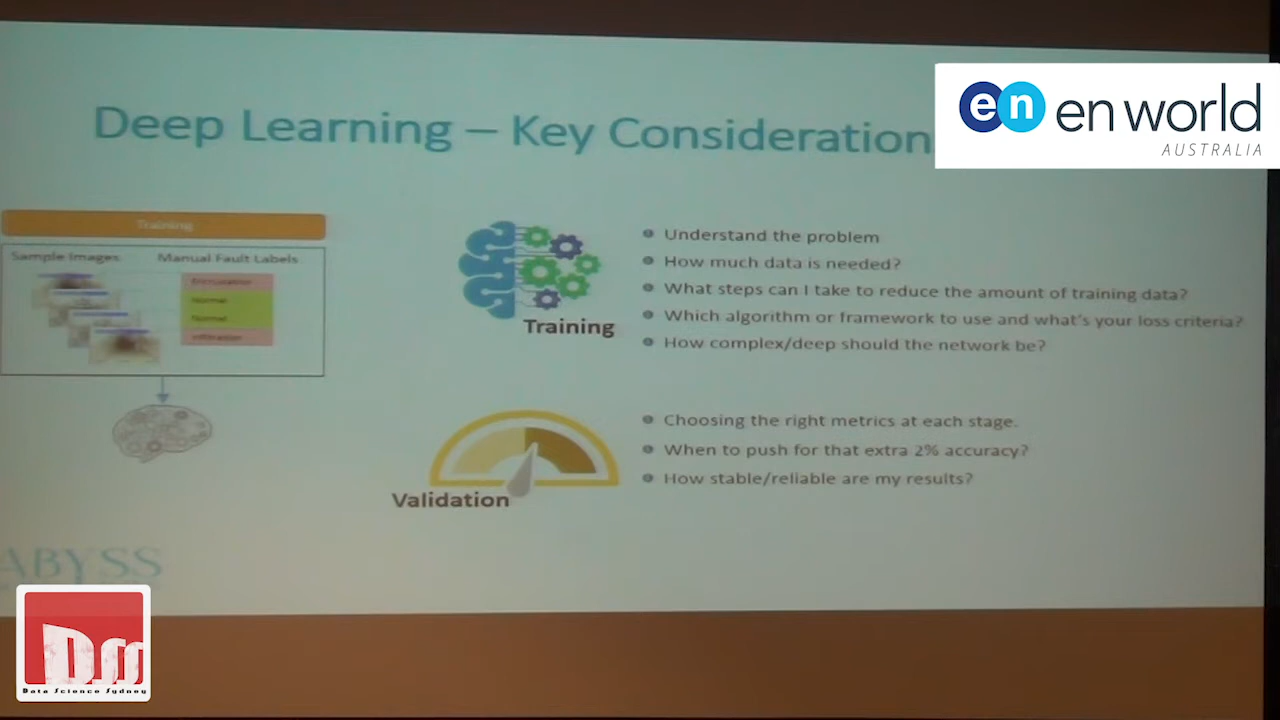 en en world
AUSTRALIA
Deep Learning – Key Consideration
Training
Sample Images
Manual Fault Labels
Normal
Normal
Training
Understand the problem
How much data is needed?
What steps can I take to reduce the amount of training data?
Which algorithm or framework to use and what's your loss criteria?
How complex/deep should the network be?
Validation
Choosing the right metrics at each stage.
When to push for that extra 2% accuracy?
How stable/reliable are my results?
ABYSS
DSS
Data Science Sydney